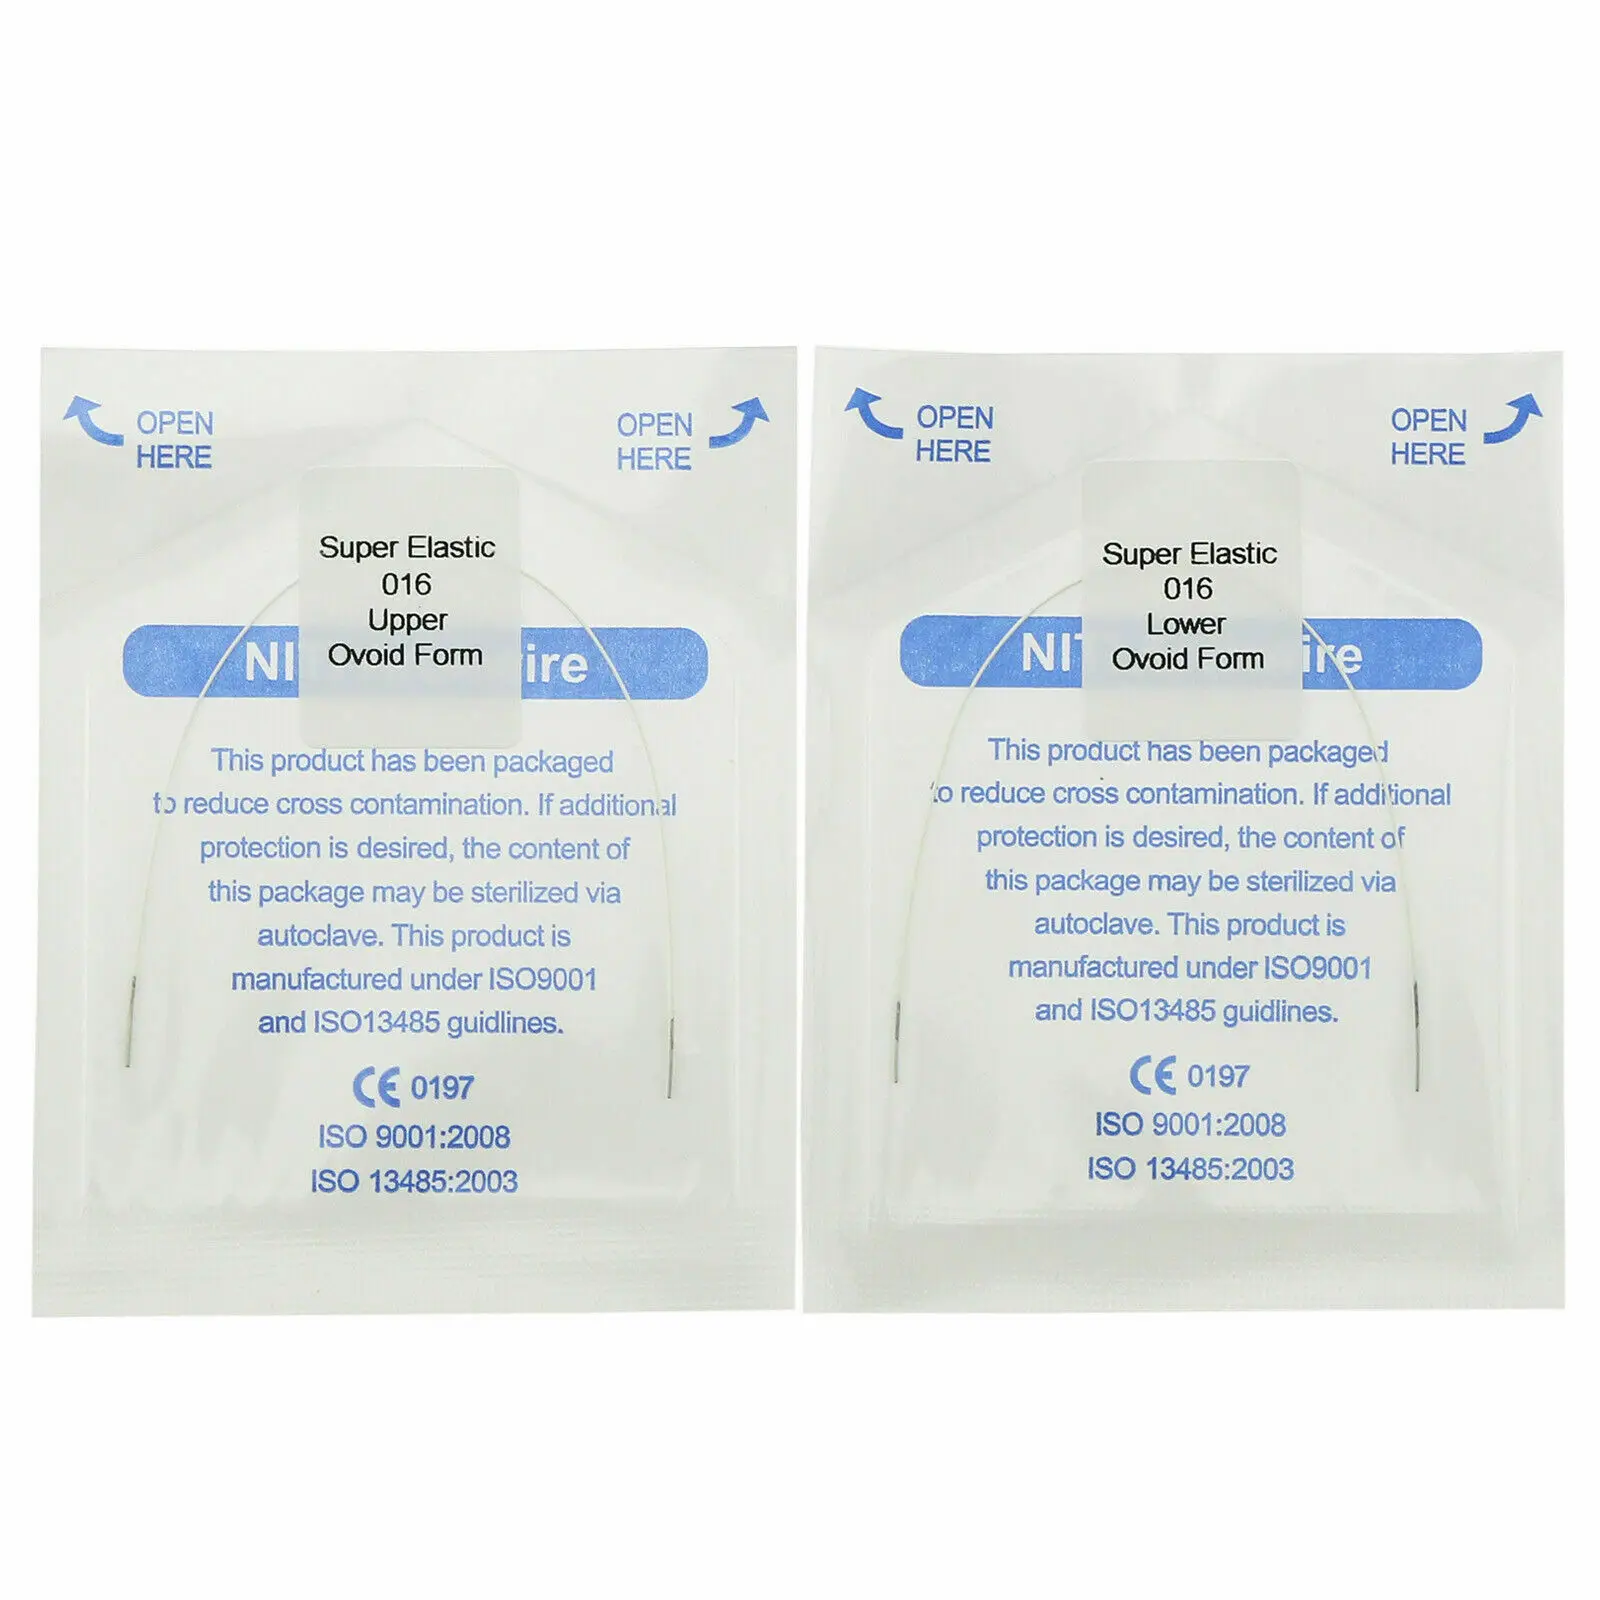 OPEN
HERE
OPEN
HERE
Super Elastic
016
Upper
Ovoid Form
This product has been packaged
to reduce cross contamination. If additional
protection is desired, the content of
this package may be sterilized via
autoclave. This product is
manufactured under ISO9001
and ISO13485 guidlines.
CE 0197
ISO 9001:2008
ISO 13485:2003
OPEN
HERE
OPEN
HERE
Super Elastic
016
Lower
Ovoid Form
This product has been packaged
to reduce cross contamination. If additional
protection is desired, the content of
this package may be sterilized via
autoclave. This product is
manufactured under ISO9001
and ISO13485 guidlines.
CE 0197
ISO 9001:2008
ISO 13485:2003